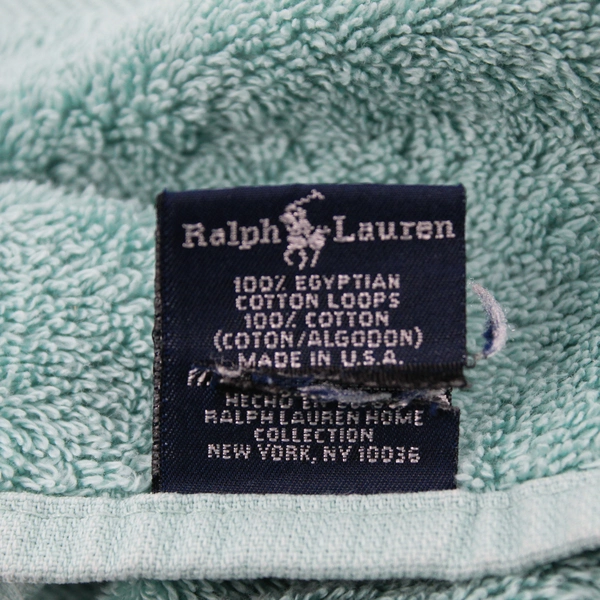 Ralph Lauren
100% EGYPTIAN
COTTON LOOPS
100% COTTON
(COTON/ALGODON)
MADE IN U.S.A.
HECHO EN
RALPH LAUREN HOME
COLLECTION
NEW YORK, NY 10036